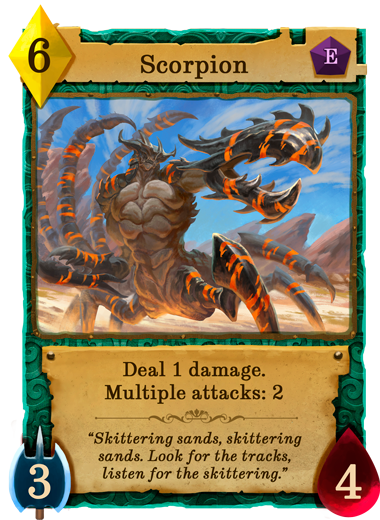 6
Scorpion
E
Deal 1 damage.
Multiple attacks: 2
“Skittering sands, skittering
sands. Look for the tracks,
listen for the skittering.”
3
4